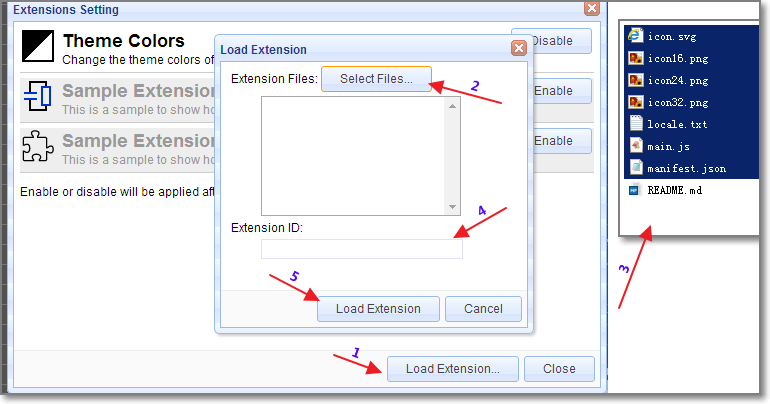 Extensions Setting
Theme Colors
Change the theme colors of
Disable
Sample Extension
This is a sample to show ho
Enable
Sample Extension
This is a sample to show ho
Enable
Enable or disable will be applied aft
Load Extension...
Close
1
Load Extension
Extension Files:
Select Files...
2
Extension ID:
4
5
Load Extension
Cancel
icon.svg
icon16.png
icon24.png
icon32.png
locale.txt
main.js
manifest.json
README.md
3